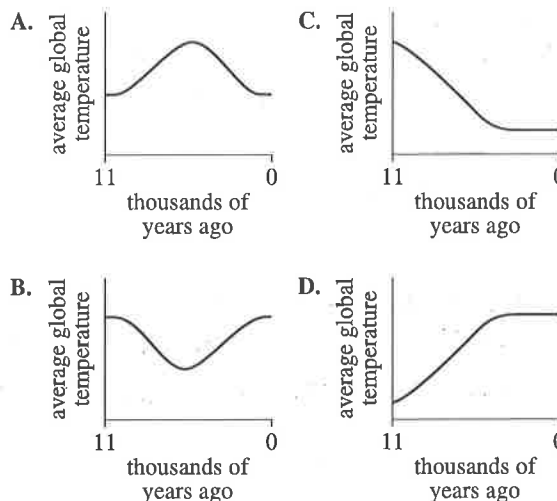 A.
average global
temperature
11 0
thousands of
years ago
B.
average global
temperature
11 0
thousands of
years ago
C.
average global
temperature
11
thousands of
years ago
D.
average global
temperature
11
thousands of
years ago